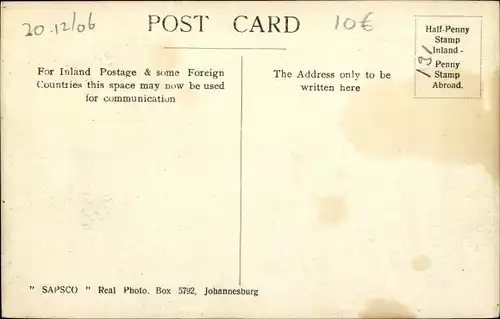 20.12/06
POST CARD
10€
Half-Penny
Stamp
Inland -
Penny
Stamp
Abroad.
For Inland Postage & some Foreign
Countries this space may now be used
for communication
The Address only to be
written here
" SAPSCO " Real Photo. Box 5792, Johannesburg